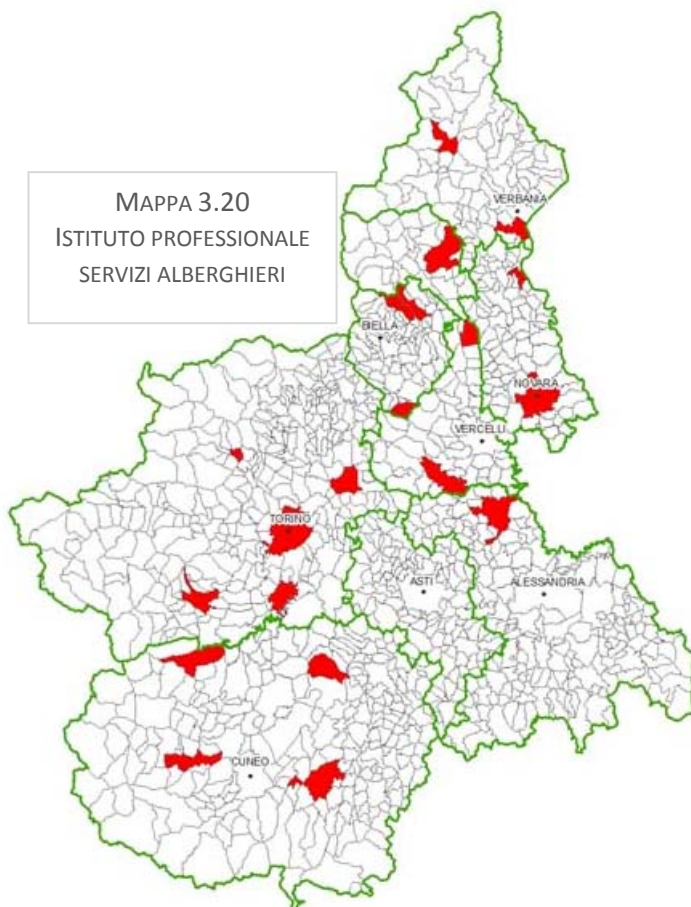 MAPPA 3.20
ISTITUTO PROFESSIONALE
SERVIZI ALBERGHIERI
VERBANIA
BIELLA
NOVARA
VERCELLI
TORINO
ASTI
ALESSANDRIA
CUNEO